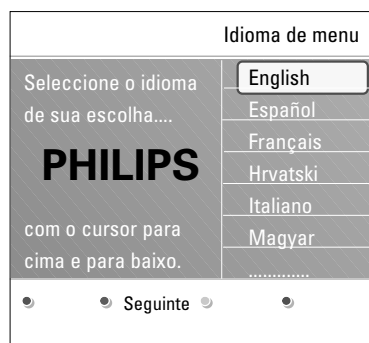 Idioma de menu
Seleccione o idioma
de sua escolha....
PHILIPS
com o cursor para
cima e para baixo.
English
Español
Français
Hrvatski
Italiano
Magyar
.............
Seguinte